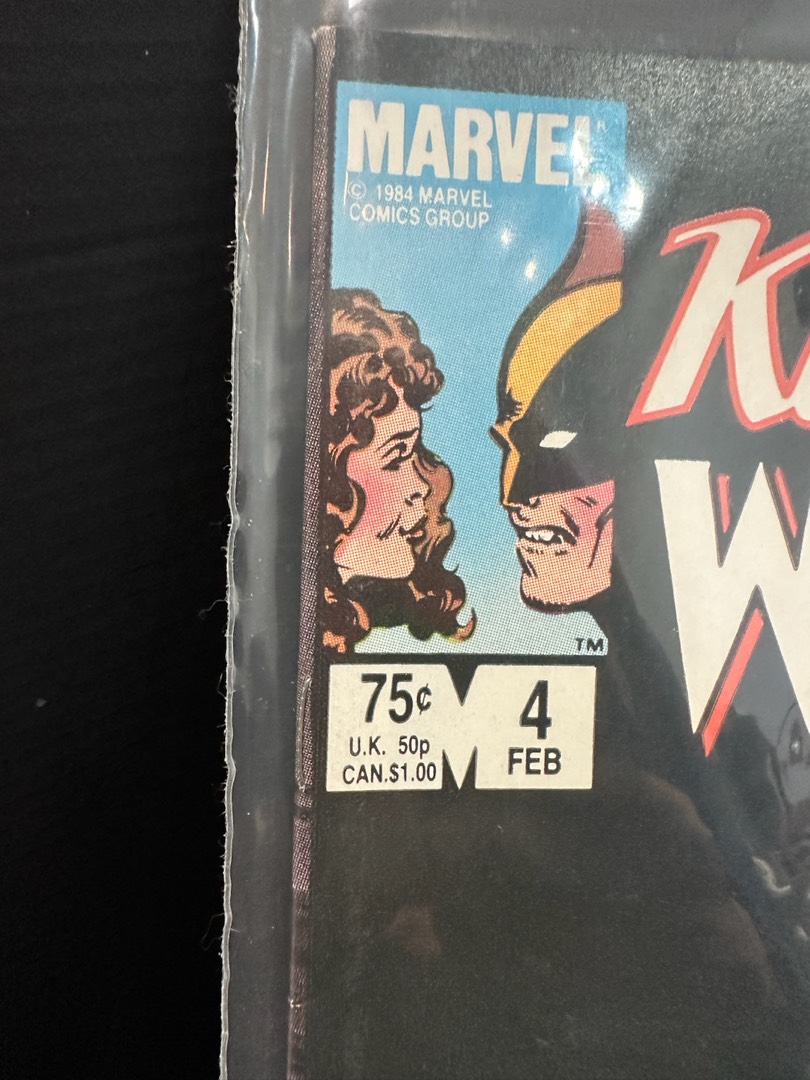 MARVEL
© 1984 MARVEL
COMICS GROUP
K
W
TM
75¢
U.K. 50p
CAN.$1.00
4
FEB